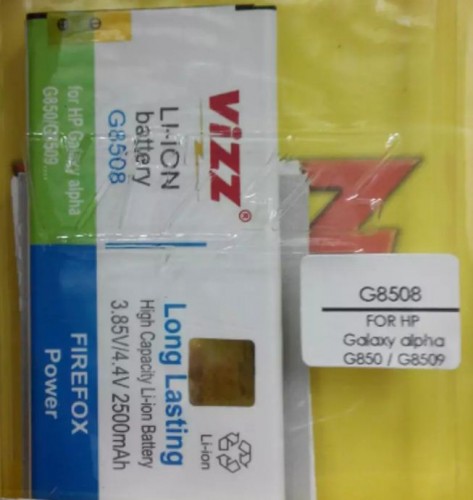 Vizz®
LI-ION
battery
G8508
for HP Galaxy alpha
G850/G8509....
Long Lasting
High Capacity Li-ion Battery
3.85V/4.4V 2500mAh
FIREFOX
Power
Li-ion
G8508
FOR HP
Galaxy alpha
G850 / G8509